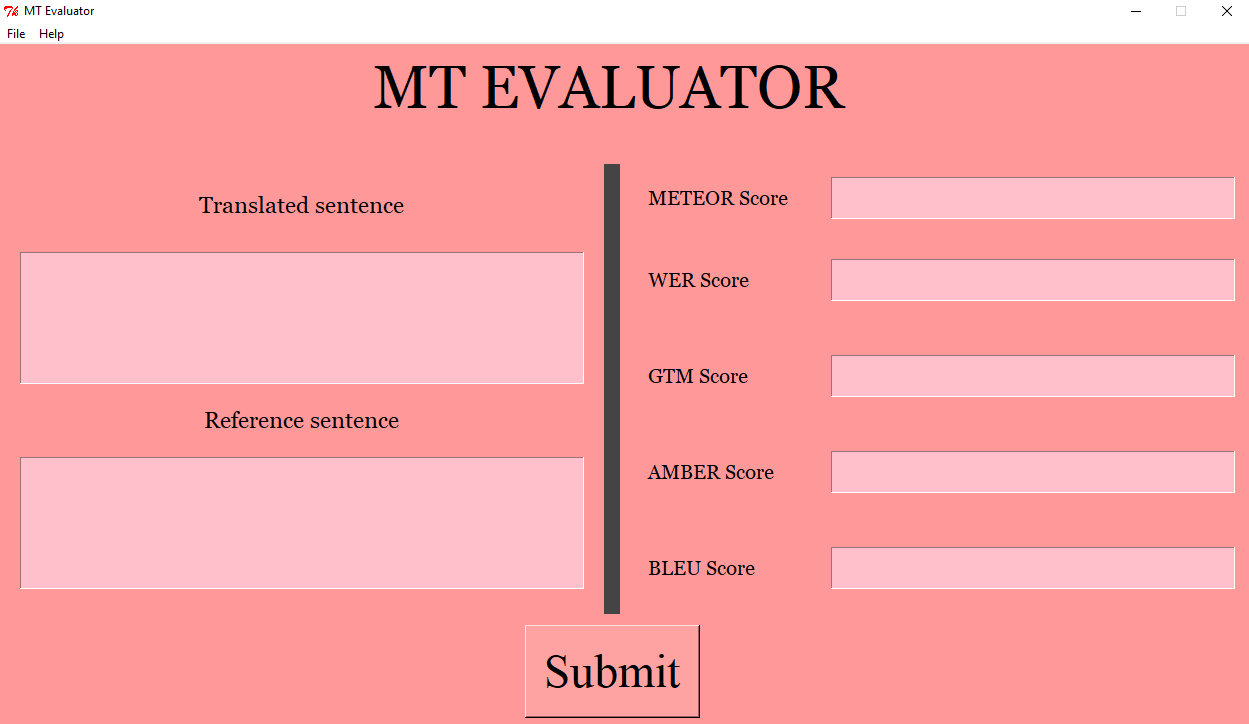 MT Evaluator
File Help
MT EVALUATOR
Translated sentence
Reference sentence
METEOR Score
WER Score
GTM Score
AMBER Score
BLEU Score
Submit